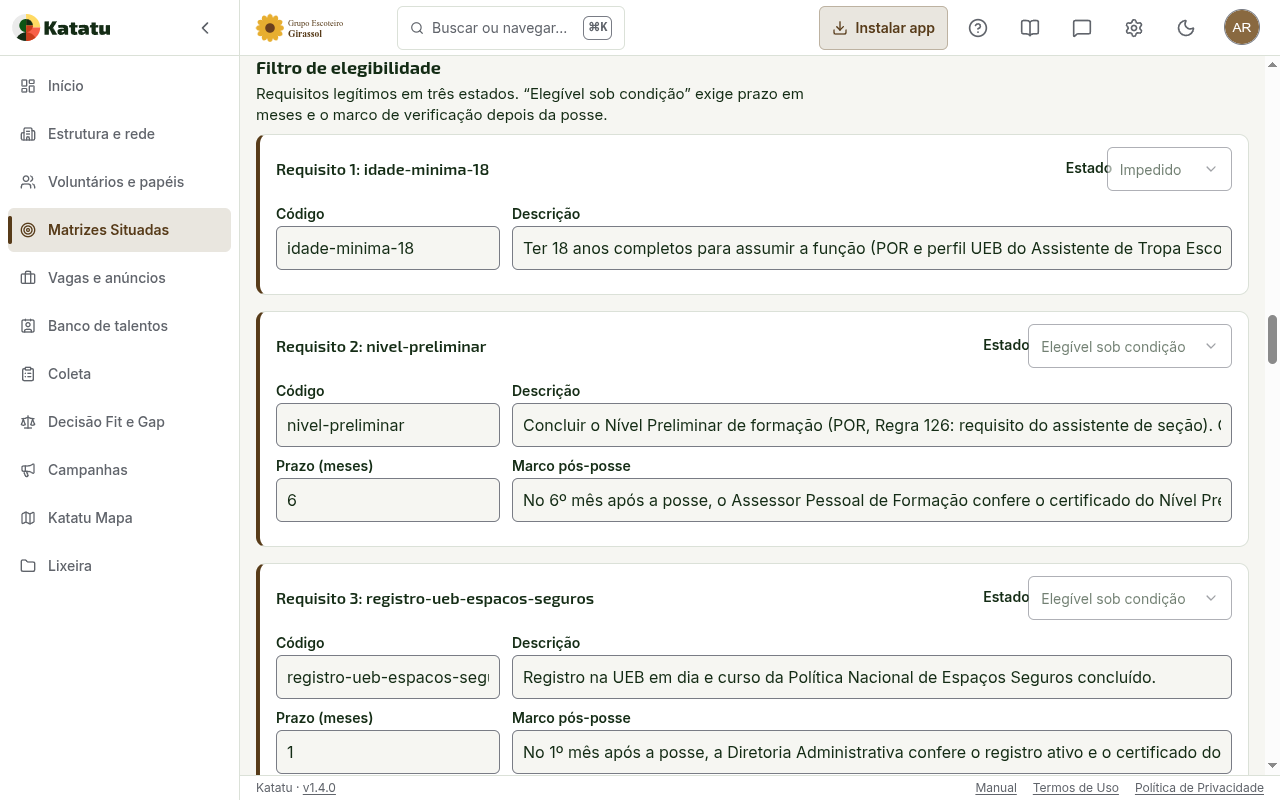 Katatu
Grupo Escoteiro
Girassol
Buscar ou navegar...
⌘K
Instalar app
AR
Início
Estrutura e rede
Voluntários e papéis
Matrizes Situadas
Vagas e anúncios
Banco de talentos
Coleta
Decisão Fit e Gap
Campanhas
Katatu Mapa
Lixeira
Filtro de elegibilidade
Requisitos legítimos em três estados. “Elegível sob condição” exige prazo em
meses e o marco de verificação depois da posse.
Requisito 1: idade-minima-18
Estado
Impedido
Código
Descrição
idade-minima-18
Ter 18 anos completos para assumir a função (POR e perfil UEB do Assistente de Tropa Esco
Requisito 2: nivel-preliminar
Estado
Elegível sob condição
Código
Descrição
nivel-preliminar
Concluir o Nível Preliminar de formação (POR, Regra 126: requisito do assistente de seção).
Prazo (meses)
Marco pós-posse
6
No 6º mês após a posse, o Assessor Pessoal de Formação confere o certificado do Nível Pre
Requisito 3: registro-ueb-espacos-seguros
Estado
Elegível sob condição
Código
Descrição
registro-ueb-espacos-segu
Registro na UEB em dia e curso da Política Nacional de Espaços Seguros concluído.
Prazo (meses)
Marco pós-posse
1
No 1º mês após a posse, a Diretoria Administrativa confere o registro ativo e o certificado do
Katatu · v1.4.0
Manual
Termos de Uso
Política de Privacidade